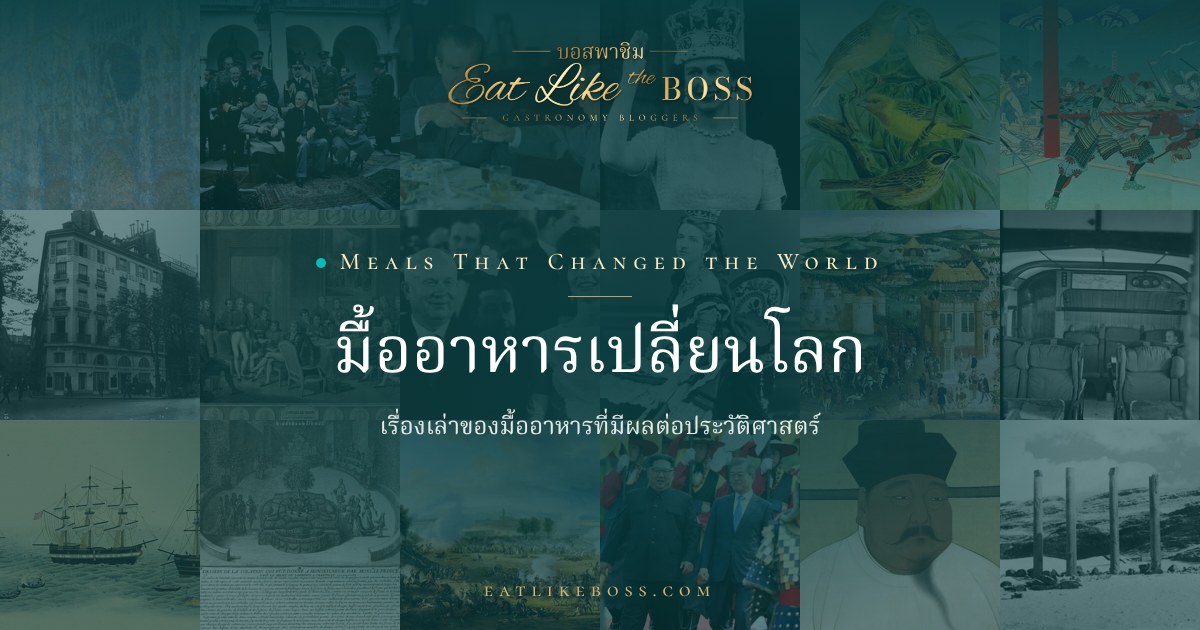 บอสพาชิม
Eat Like the BOSS
GASTRONOMY BLOGGERS
MEALS THAT CHANGED THE WORLD
มื้ออาหารเปลี่ยนโลก
เรื่องเล่าของมื้ออาหารที่มีผลต่อประวัติศาสตร์
EATLIKEBOSS.COM